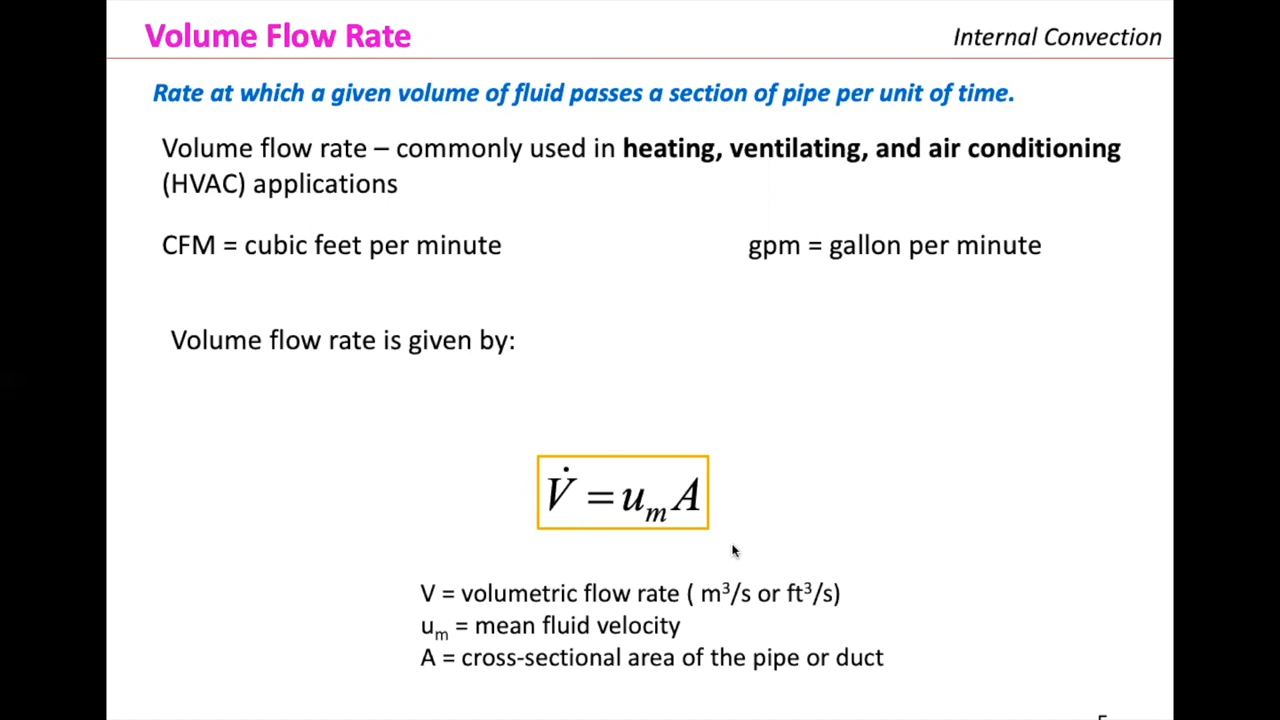 Volume Flow Rate
Internal Convection
Rate at which a given volume of fluid passes a section of pipe per unit of time.
Volume flow rate – commonly used in heating, ventilating, and air conditioning
(HVAC) applications
CFM = cubic feet per minute
gpm = gallon per minute
Volume flow rate is given by:
V̇ = uₘA
V = volumetric flow rate ( m³/s or ft³/s)
uₘ = mean fluid velocity
A = cross-sectional area of the pipe or duct